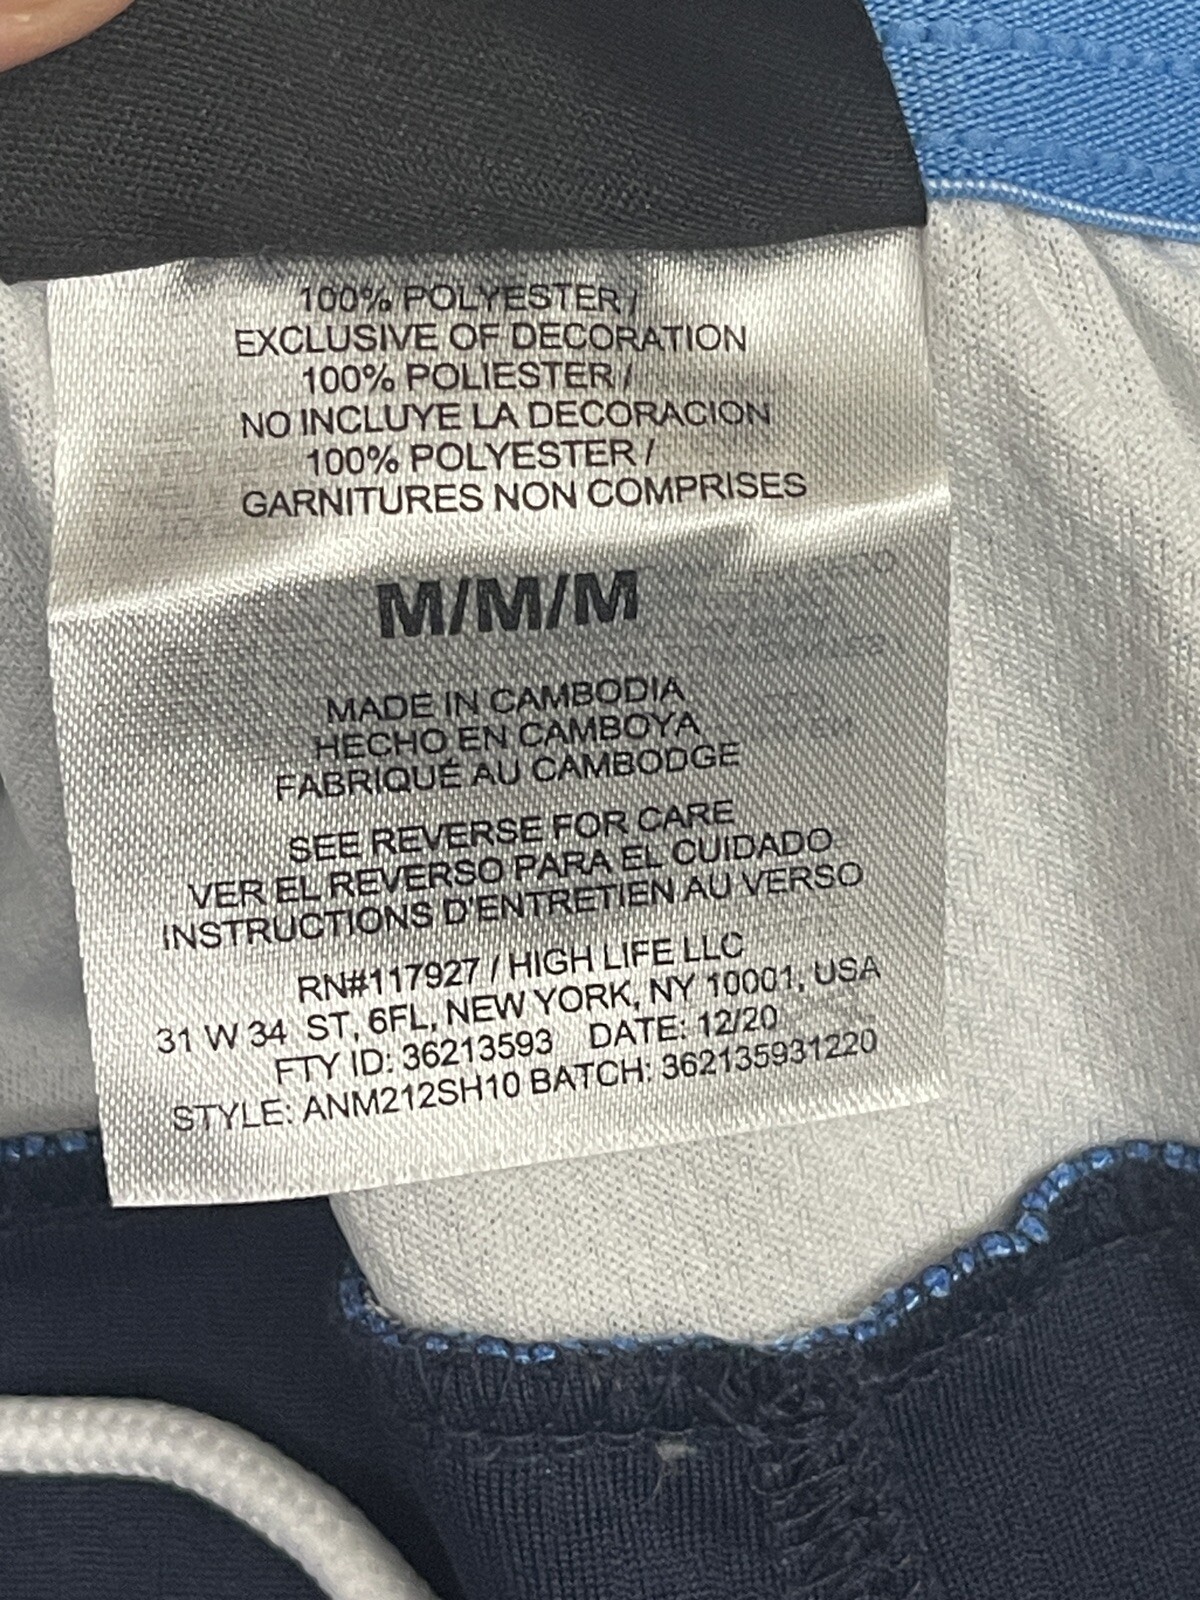 100% POLYESTER /
EXCLUSIVE OF DECORATION
100% POLIESTER /
NO INCLUYE LA DECORACION
100% POLYESTER /
GARNITURES NON COMPRISES
M/M/M
MADE IN CAMBODIA
HECHO EN CAMBOYA
FABRIQUÉ AU CAMBODGE
SEE REVERSE FOR CARE
VER EL REVERSO PARA EL CUIDADO
INSTRUCTIONS D'ENTRETIEN AU VERSO
RN#117927 / HIGH LIFE LLC
31 W 34 ST, 6FL, NEW YORK, NY 10001, USA
FTY ID: 36213593 DATE: 12/20
STYLE: ANM212SH10 BATCH: 362135931220